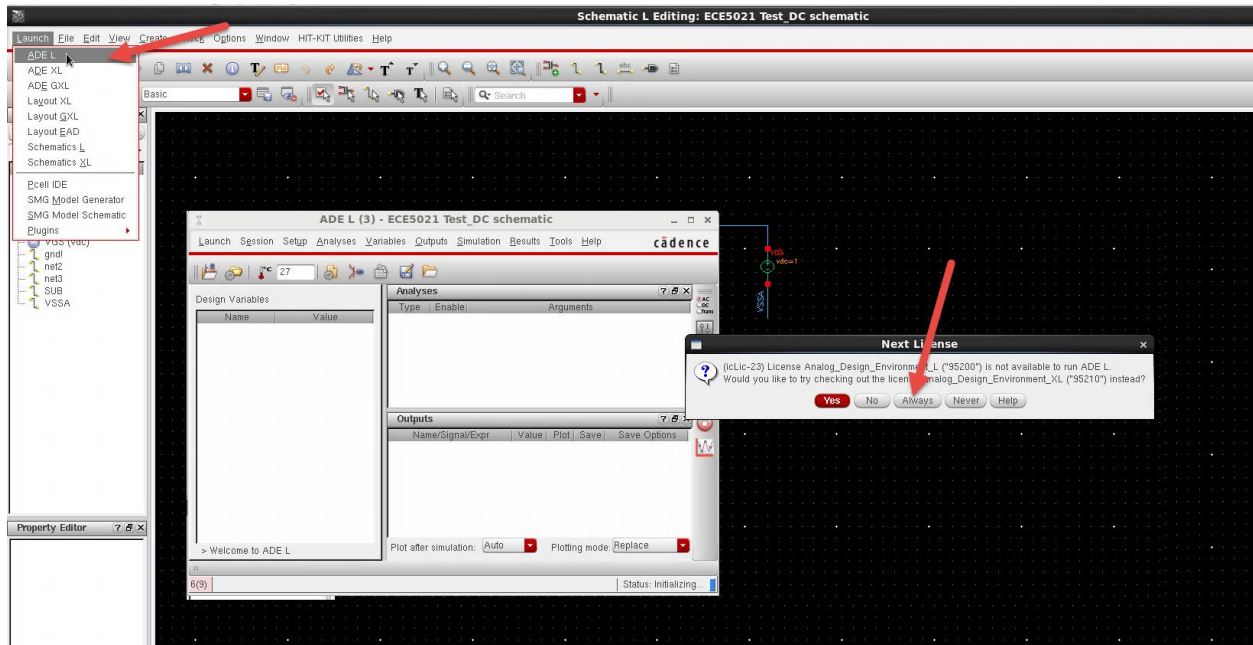 Schematic L Editing: ECE5021 Test_DC schematic
Launch File Edit View Create Options Window HIT-KIT Utilities Help
ADE L
ADE XL
ADE GXL
Layout XL
Layout GXL
Layout EAD
Schematics L
Schematics XL
Pcell IDE
SMG Model Generator
SMG Model Schematic
Plugins
Basic
Search
VGS (vdc)
gnd!
net2
net3
SUB
VSSA
Property Editor
ADE L (3) - ECE5021 Test_DC schematic
Launch Session Setup Analyses Variables Outputs Simulation Results Tools Help cādence
27
Design Variables
Name Value
Analyses
Type Enable Arguments
AC
DC
Trans
Outputs
Name/Signal/Expr Value Plot Save Save Options
> Welcome to ADE L
Plot after simulation: Auto Plotting mode: Replace
6(9) Status: Initializing...
VGS
vdc=1
VSSA
Next License
(icLic-23) License Analog_Design_Environment_L ("95200") is not available to run ADE L.
Would you like to try checking out the license Analog_Design_Environment_XL ("95210") instead?
Yes No Always Never Help